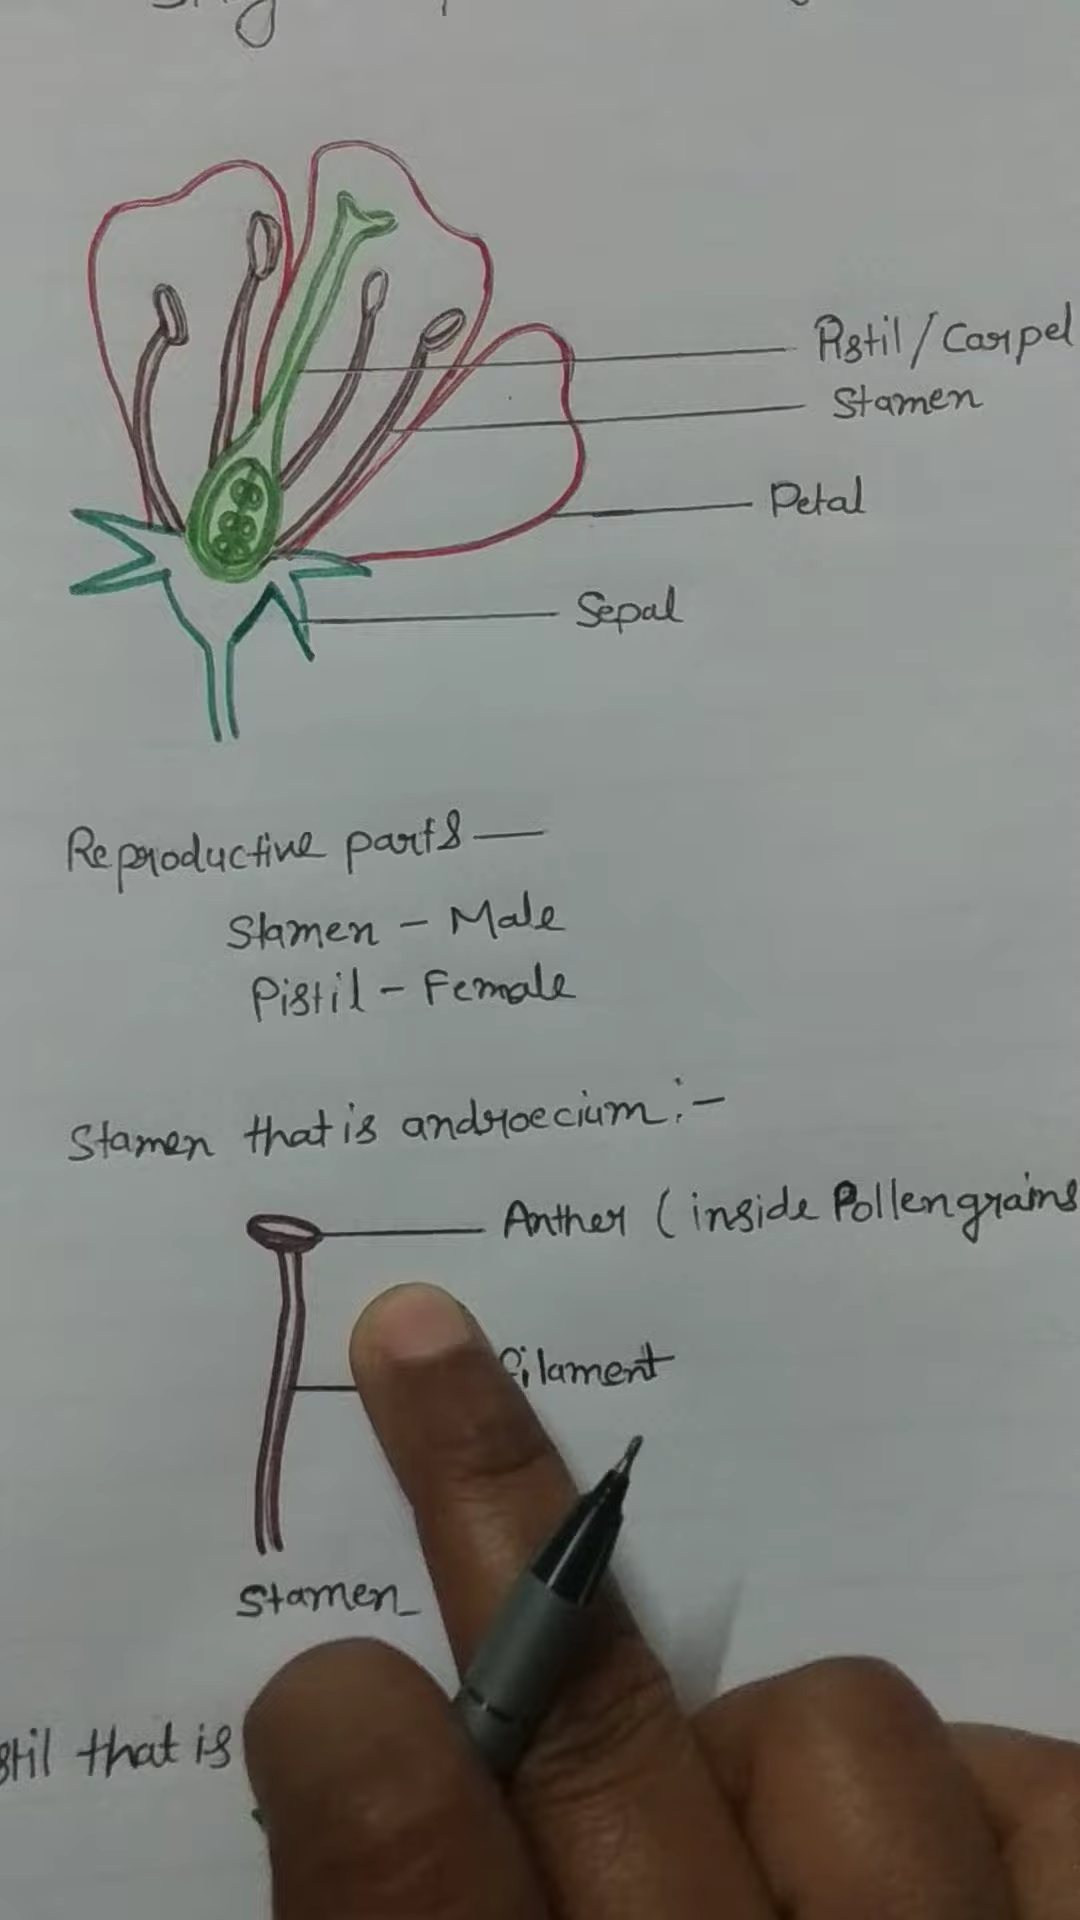 Pistil/Carpel
Stamen
Petal
Sepal
Reproductive parts —
Stamen - Male
Pistil - Female
Stamen that is androecium :-
Anther (inside Pollengrains
filament
Stamen
stil that is